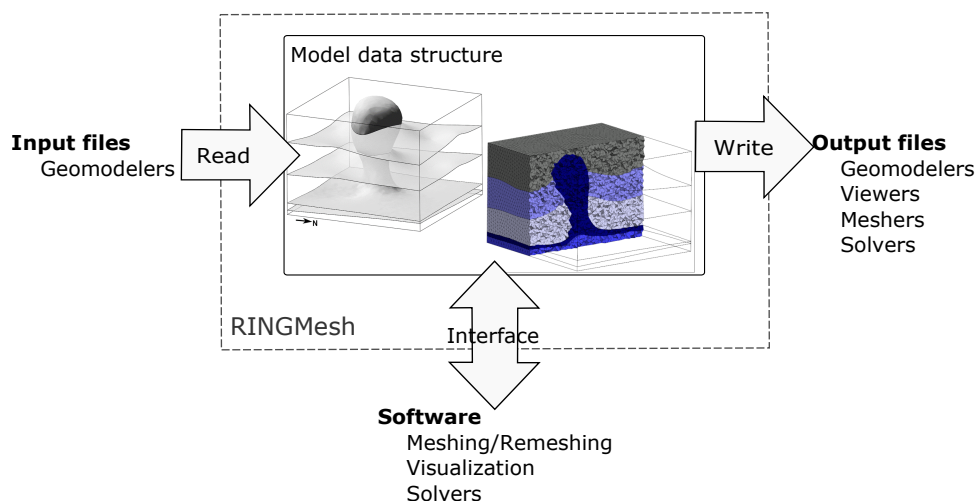 Model data structure
Input files
Geomodelers
Read
N
Write
Output files
Geomodelers
Viewers
Meshers
Solvers
RINGMesh
Interface
Software
Meshing/Remeshing
Visualization
Solvers